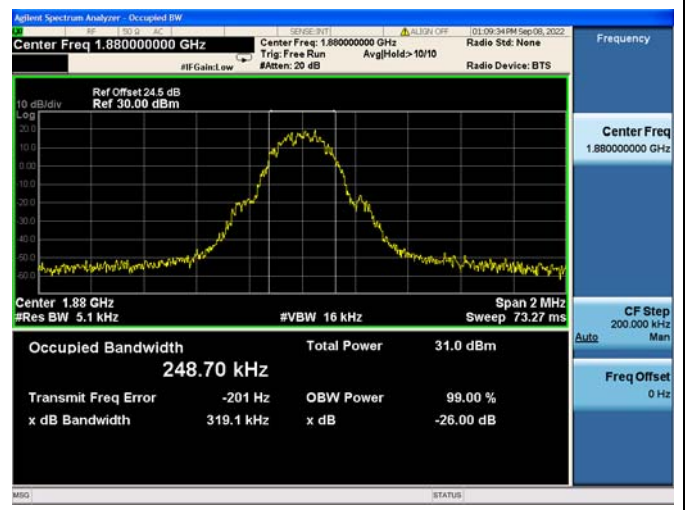 Agilent Spectrum Analyzer - Occupied BW
RF 50 Ω AC SENSE:INT ALIGN OFF 01:09:34 PM Sep 08, 2022
Center Freq 1.880000000 GHz
Center Freq: 1.880000000 GHz
Radio Std: None
Trig: Free Run Avg|Hold:> 10/10
#IFGain:Low
#Atten: 20 dB
Radio Device: BTS
Frequency
Ref Offset 24.5 dB
10 dB/div Ref 30.00 dBm
Log
20.0
10.0
0.00
-10.0
-20.0
-30.0
-40.0
-50.0
-60.0
Center 1.88 GHz
Span 2 MHz
#Res BW 5.1 kHz
#VBW 16 kHz
Sweep 73.27 ms
Center Freq
1.880000000 GHz
CF Step
200.000 kHz
Auto Man
Freq Offset
0 Hz
Occupied Bandwidth
Total Power 31.0 dBm
248.70 kHz
Transmit Freq Error -201 Hz OBW Power 99.00 %
x dB Bandwidth 319.1 kHz x dB -26.00 dB
MSG
STATUS